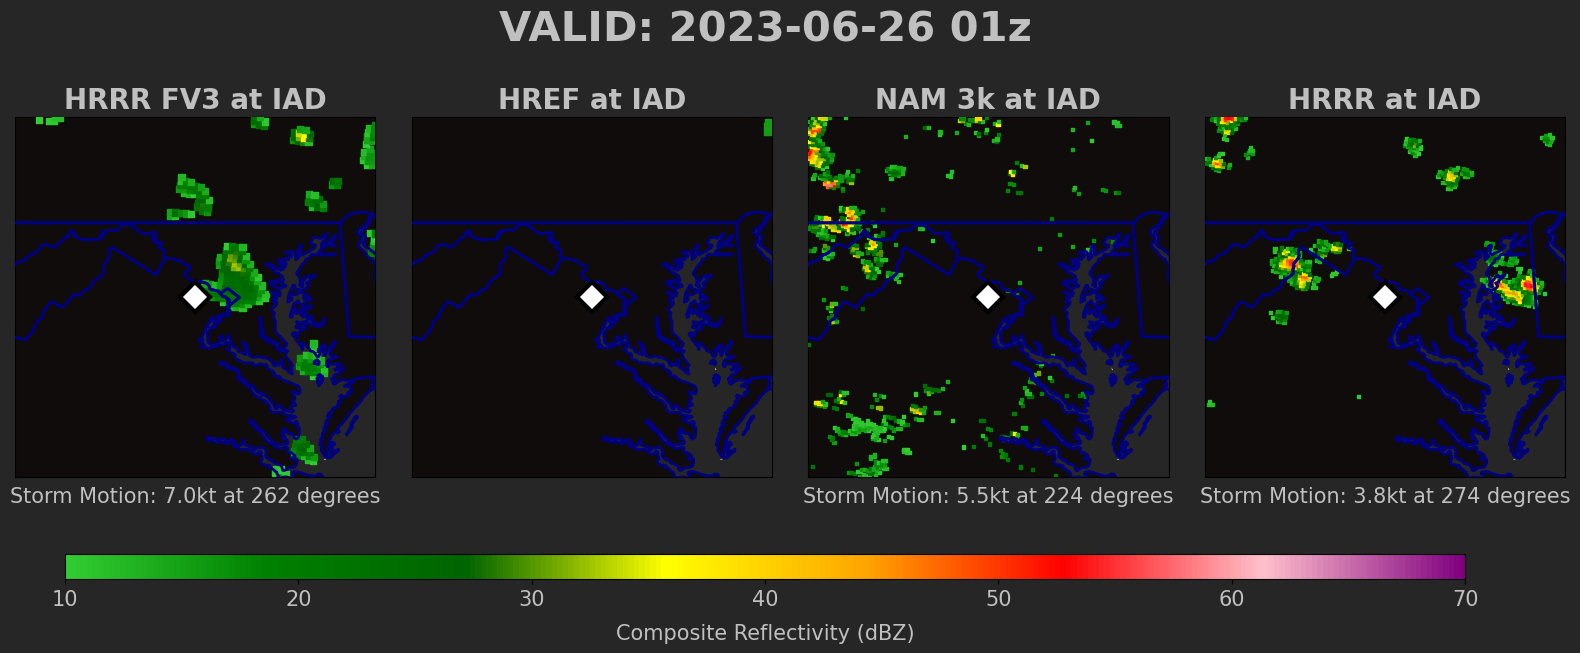 VALID: 2023-06-26 01z
HRRR FV3 at IAD
HREF at IAD
NAM 3k at IAD
HRRR at IAD
Storm Motion: 7.0kt at 262 degrees
Storm Motion: 5.5kt at 224 degrees
Storm Motion: 3.8kt at 274 degrees
10 20 30 40 50 60 70
Composite Reflectivity (dBZ)